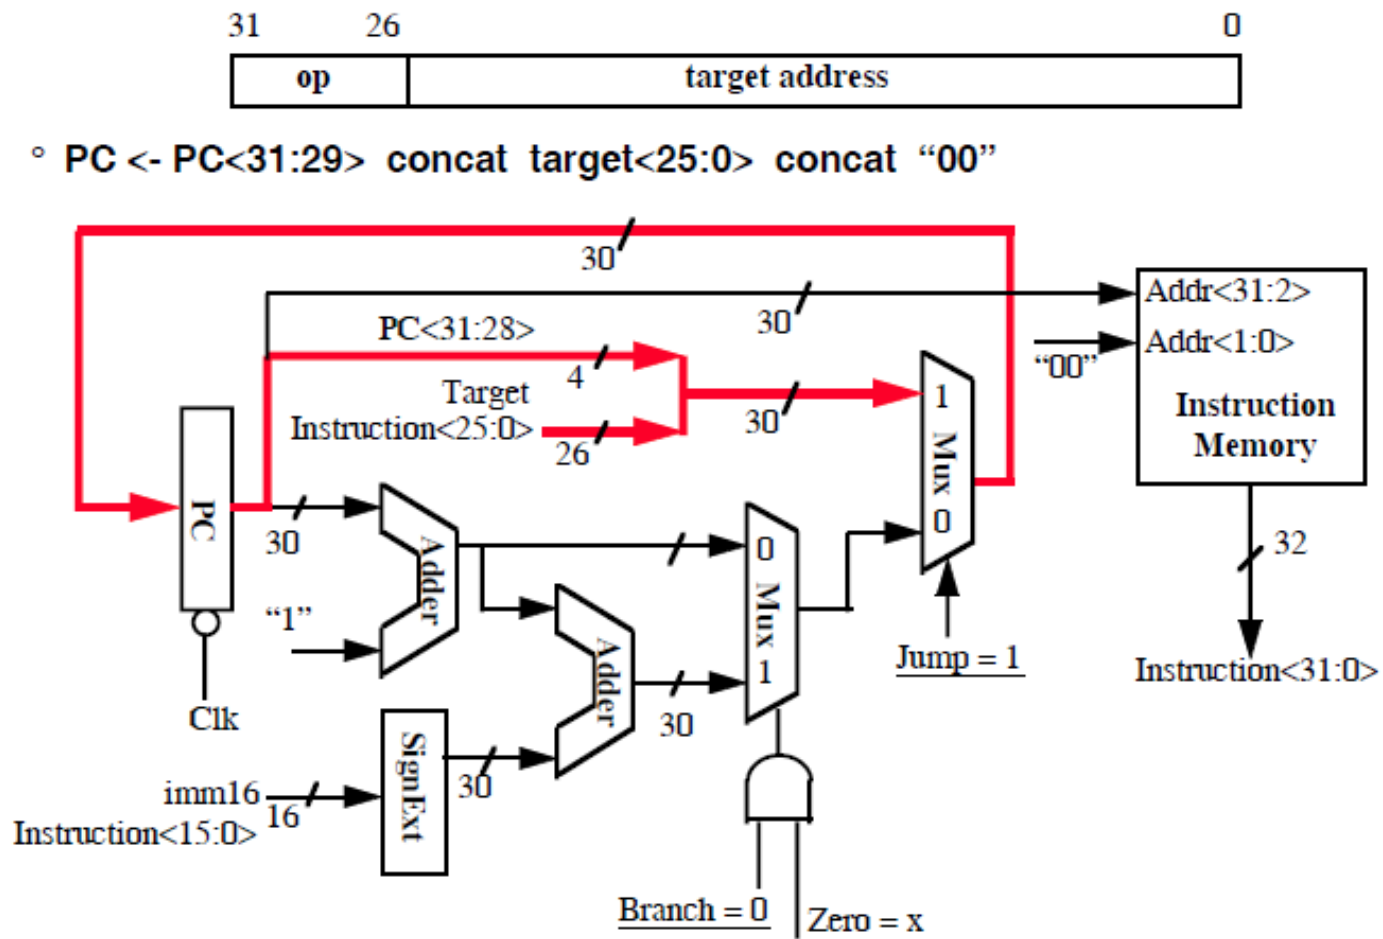 31 26 0
op target address
° PC <- PC<31:29> concat target<25:0> concat “00”
30
Addr<31:2>
30
PC<31:28>
“00”
Addr<1:0>
4
Target
Instruction<25:0>
26
30
1
Mux
0
Instruction
Memory
PC
30
Adder
“1”
0
Mux
1
32
Adder
30
Jump = 1
Instruction<31:0>
Clk
SignExt
30
imm16
16
Instruction<15:0>
Branch = 0
Zero = x